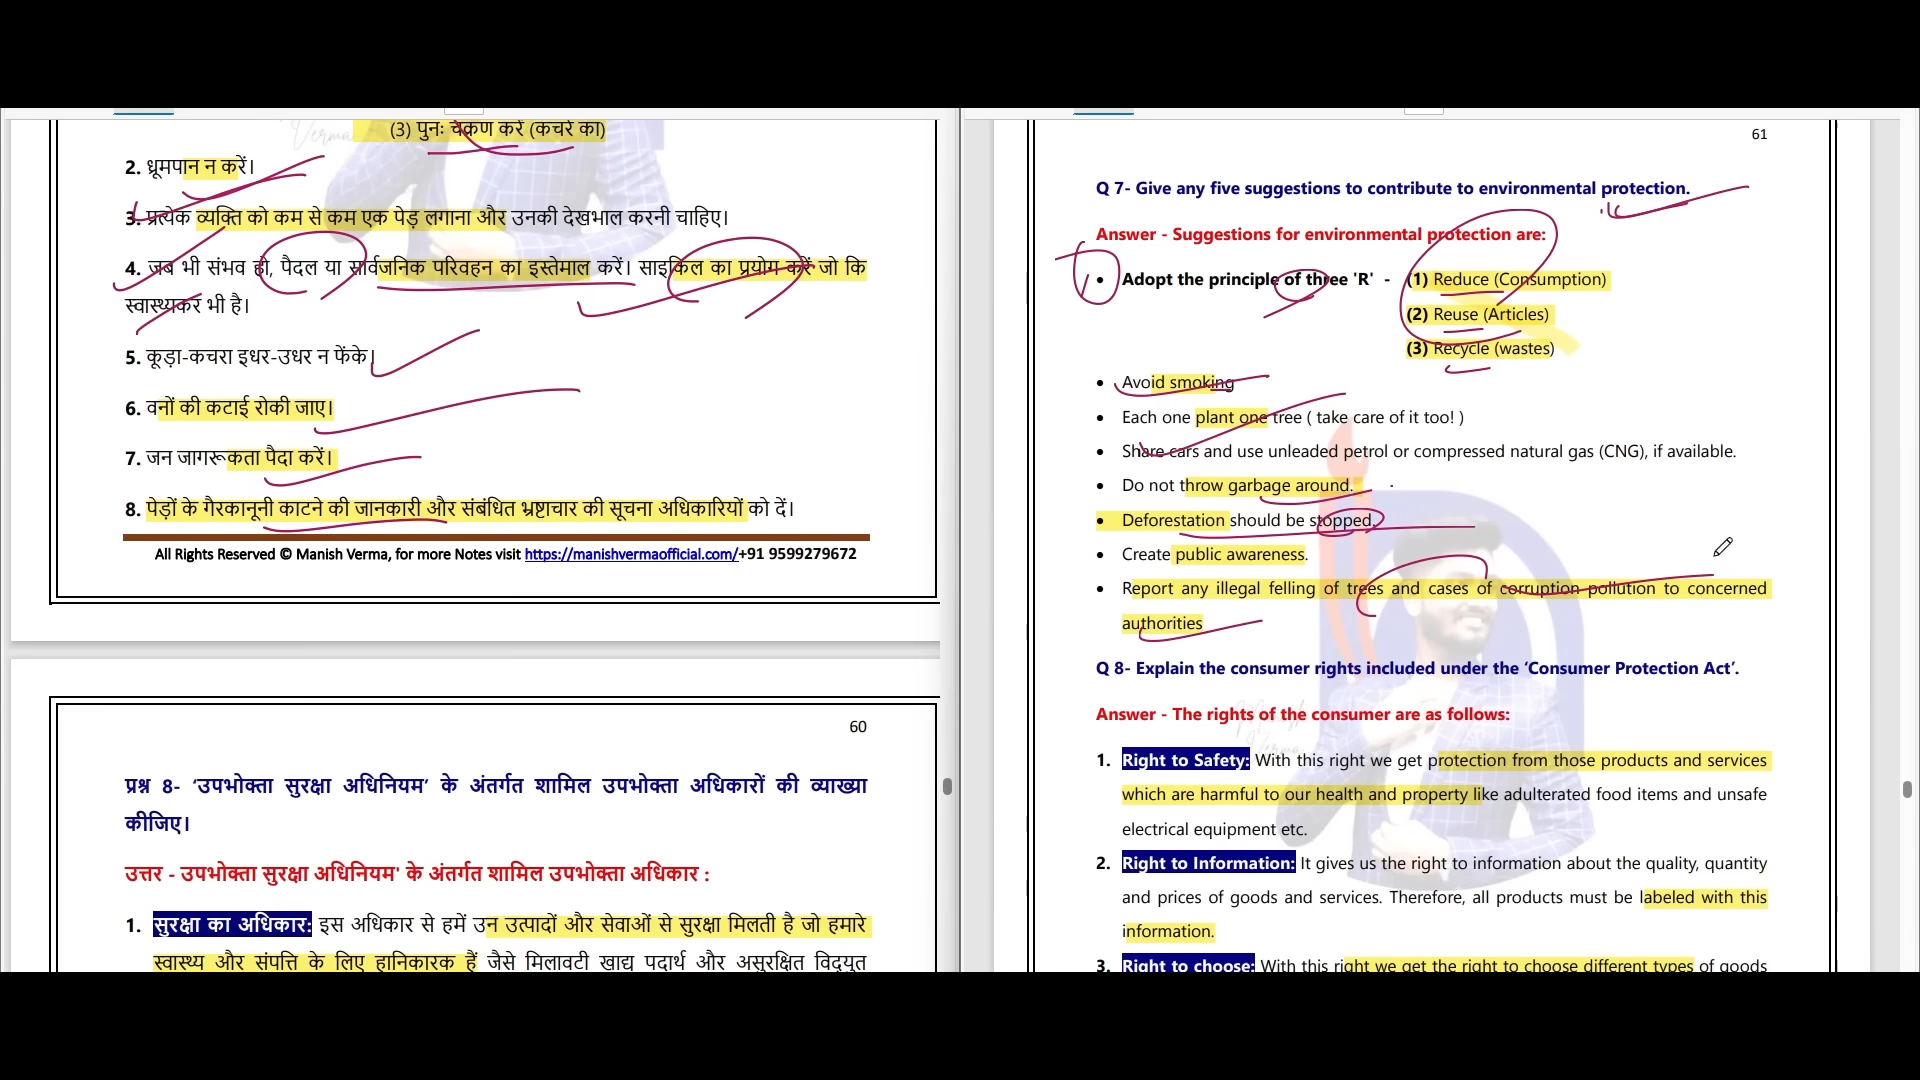 (3) पुनः चक्रण करें (कचरे का)
2. ध्रूमपान न करें।
3. प्रत्येक व्यक्ति को कम से कम एक पेड़ लगाना और उनकी देखभाल करनी चाहिए।
4. जब भी संभव हो, पैदल या सार्वजनिक परिवहन का इस्तेमाल करें। साइकिल का प्रयोग करें जो कि
स्वास्थ्यकर भी है।
5. कूड़ा-कचरा इधर-उधर न फेंके।
6. वनों की कटाई रोकी जाए।
7. जन जागरूकता पैदा करें।
8. पेड़ों के गैरकानूनी काटने की जानकारी और संबंधित भ्रष्टाचार की सूचना अधिकारियों को दें।
All Rights Reserved © Manish Verma, for more Notes visit https://manishvermaofficial.com/+91 9599279672
60
प्रश्न 8- ‘उपभोक्ता सुरक्षा अधिनियम’ के अंतर्गत शामिल उपभोक्ता अधिकारों की व्याख्या
कीजिए।
उत्तर - उपभोक्ता सुरक्षा अधिनियम' के अंतर्गत शामिल उपभोक्ता अधिकार :
1. सुरक्षा का अधिकार: इस अधिकार से हमें उन उत्पादों और सेवाओं से सुरक्षा मिलती है जो हमारे
स्वास्थ्य और संपत्ति के लिए हानिकारक हैं जैसे मिलावटी खाद्य पदार्थ और असुरक्षित विद्युत
61
Q 7- Give any five suggestions to contribute to environmental protection.
Answer - Suggestions for environmental protection are:
• Adopt the principle of three 'R' - (1) Reduce (Consumption)
(2) Reuse (Articles)
(3) Recycle (wastes)
• Avoid smoking
• Each one plant one tree ( take care of it too! )
• Share cars and use unleaded petrol or compressed natural gas (CNG), if available.
• Do not throw garbage around.
• Deforestation should be stopped.
• Create public awareness.
• Report any illegal felling of trees and cases of corruption pollution to concerned
authorities
Q 8- Explain the consumer rights included under the ‘Consumer Protection Act’.
Answer - The rights of the consumer are as follows:
1. Right to Safety: With this right we get protection from those products and services
which are harmful to our health and property like adulterated food items and unsafe
electrical equipment etc.
2. Right to Information: It gives us the right to information about the quality, quantity
and prices of goods and services. Therefore, all products must be labeled with this
information.
3. Right to choose: With this right we get the right to choose different types of goods